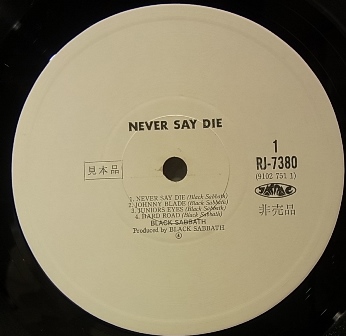 NEVER SAY DIE
1
RJ-7380
(9102 751 1)
見本品
非売品
1. NEVER SAY DIE (Black Sabbath)
2. JOHNNY BLADE (Black Sabbath)
3. JUNIORS EYES (Black Sabbath)
4. HARD ROAD (Black Sabbath)
BLACK SABBATH
Produced by BLACK SABBATH
④